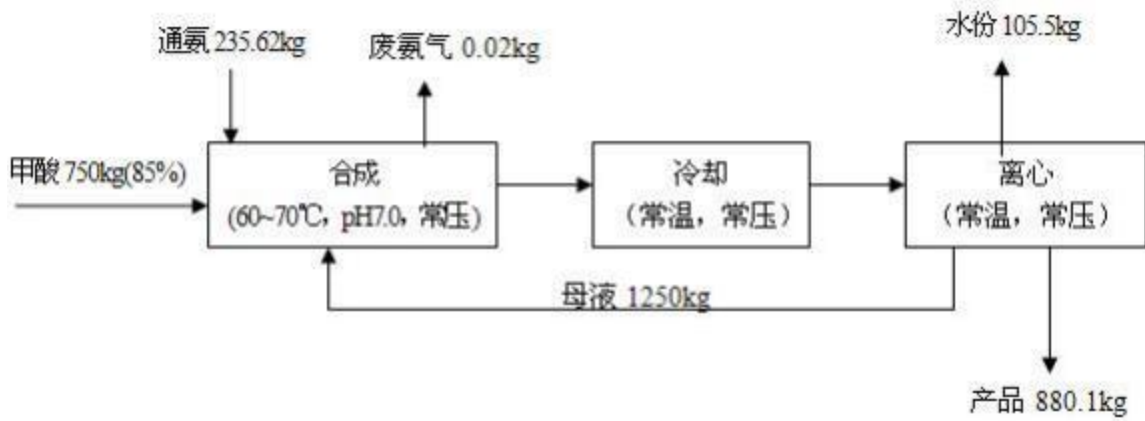 通氨 235.62kg
废氨气 0.02kg
水份 105.5kg
甲酸 750kg(85%)
合成
(60~70℃, pH7.0, 常压)
冷却
(常温，常压)
离心
(常温，常压)
母液 1250kg
产品 880.1kg